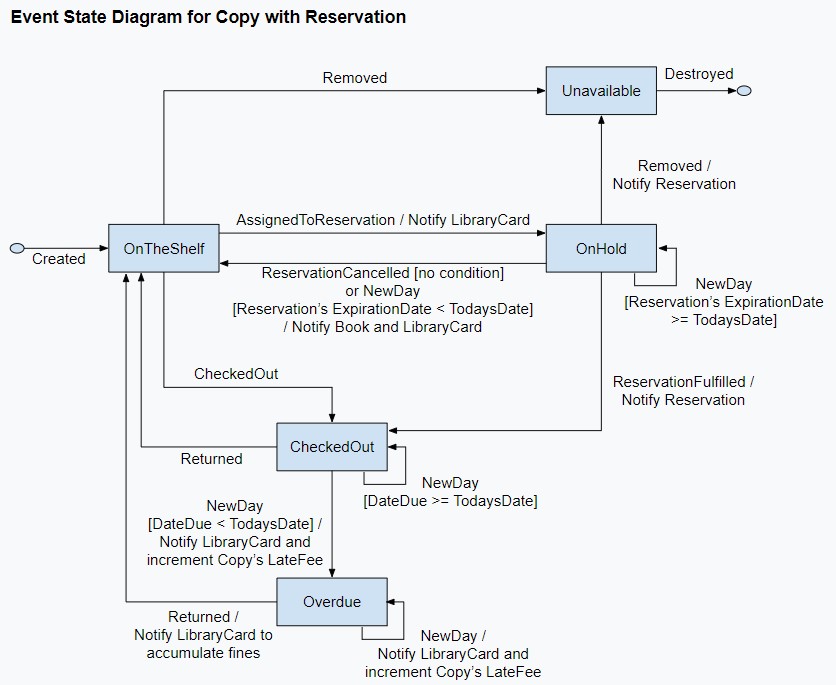 Event State Diagram for Copy with Reservation
Removed
Unavailable
Destroyed
Removed /
Notify Reservation
AssignedToReservation / Notify LibraryCard
Created
OnTheShelf
OnHold
ReservationCancelled [no condition]
or NewDay
[Reservation’s ExpirationDate < TodaysDate]
/ Notify Book and LibraryCard
NewDay
[Reservation’s ExpirationDate
>= TodaysDate]
CheckedOut
ReservationFulfilled /
Notify Reservation
CheckedOut
Returned
NewDay
[DateDue >= TodaysDate]
NewDay
[DateDue < TodaysDate] /
Notify LibraryCard and
increment Copy’s LateFee
Overdue
Returned /
Notify LibraryCard to
accumulate fines
NewDay /
Notify LibraryCard and
increment Copy’s LateFee